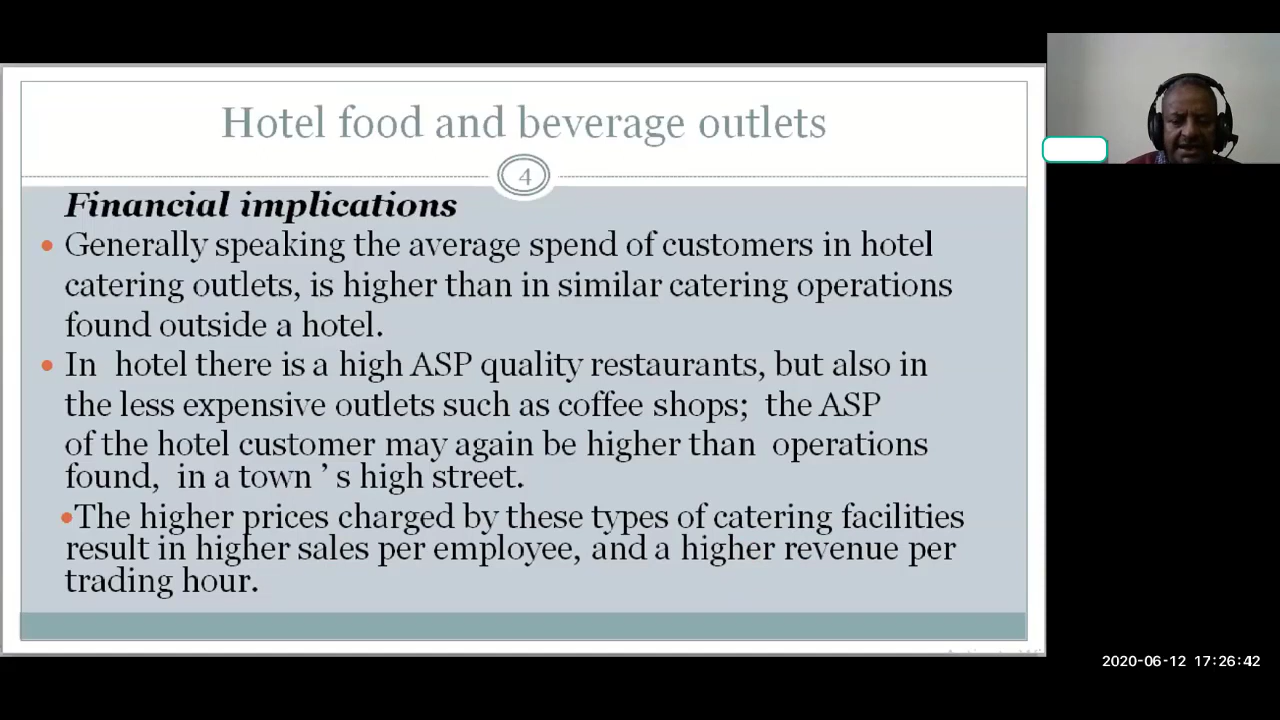 Hotel food and beverage outlets
4
Financial implications
• Generally speaking the average spend of customers in hotel
catering outlets, is higher than in similar catering operations
found outside a hotel.
• In hotel there is a high ASP quality restaurants, but also in
the less expensive outlets such as coffee shops; the ASP
of the hotel customer may again be higher than operations
found, in a town ’ s high street.
•The higher prices charged by these types of catering facilities
result in higher sales per employee, and a higher revenue per
trading hour.
2020-06-12 17:26:42